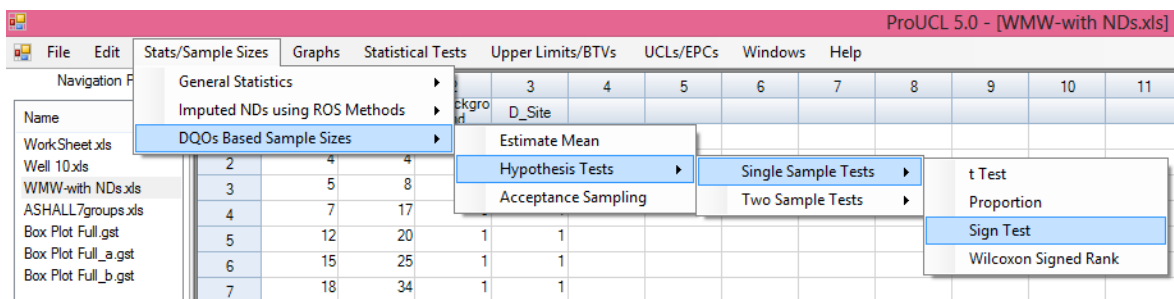 ProUCL 5.0 - [WMW-with NDs.xls]
File Edit Stats/Sample Sizes Graphs Statistical Tests Upper Limits/BTVs UCLs/EPCs Windows Help
Navigation
General Statistics
Imputed NDs using ROS Methods
DQOs Based Sample Sizes
Estimate Mean
Hypothesis Tests
Acceptance Sampling
Single Sample Tests
Two Sample Tests
t Test
Proportion
Sign Test
Wilcoxon Signed Rank
Name
WorkSheet.xls
Well 10.xls
WMW-with NDs.xls
ASHALL7groups.xls
Box Plot Full.gst
Box Plot Full_a.gst
Box Plot Full_b.gst
3 4 5 6 7 8 9 10 11
D_Site
2 4 4
3 5 8
4 7 17
5 12 20 1 1
6 15 25 1 1
7 18 34 1 1